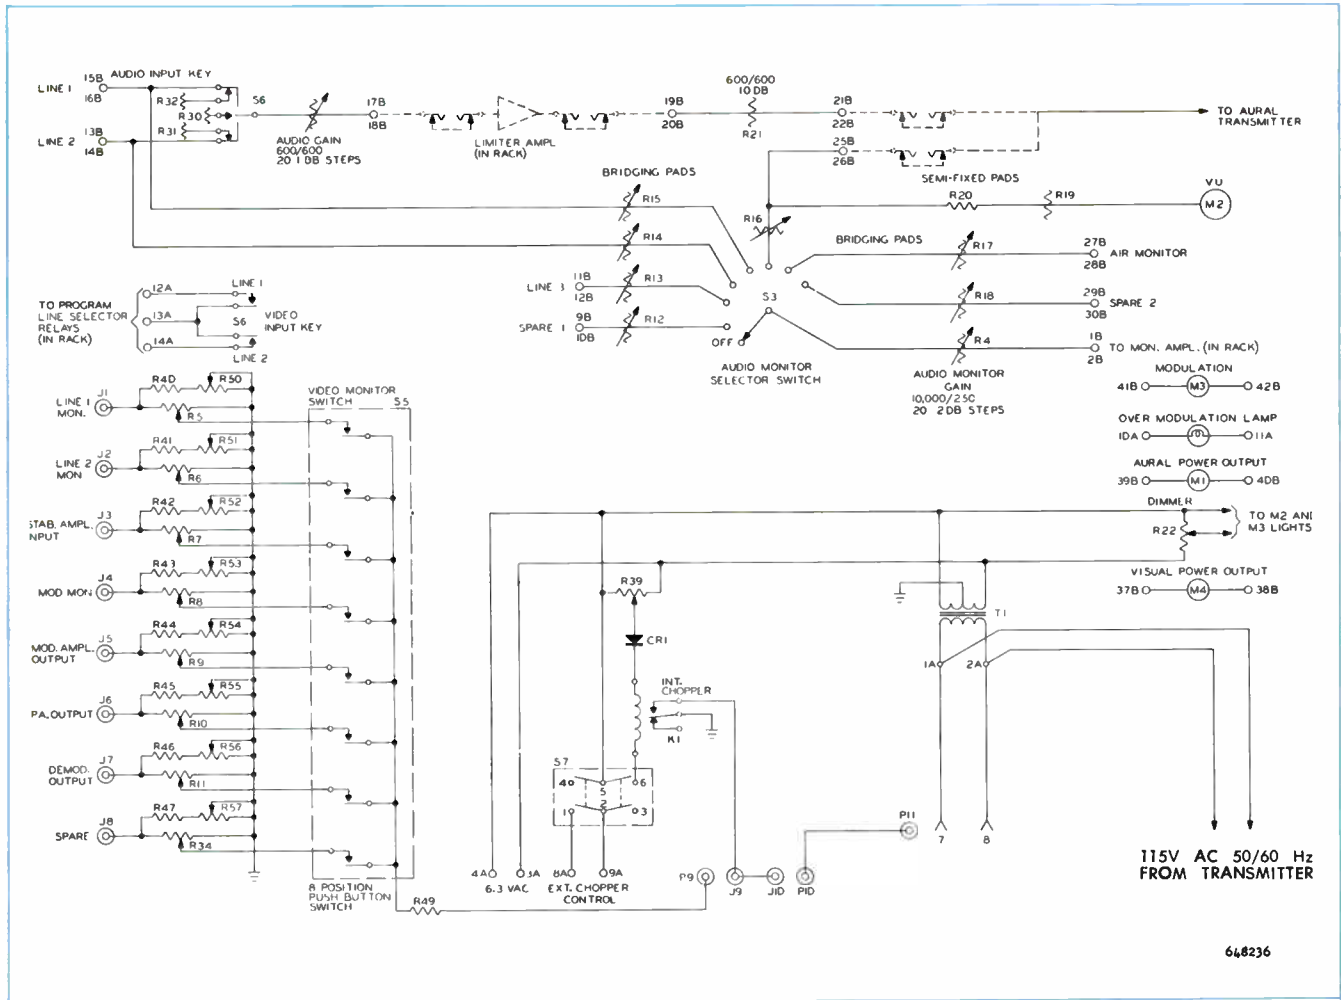 AUDIO INPUT KEY
LINE 1
15B
16B
R32
R30
R31
S6
LINE 2
13B
14B
AUDIO GAIN
600/600
20 1 DB STEPS
17B
18B
LIMITER AMPL
(IN RACK)
19B
20B
600/600
10 DB
R21
21B
22B
25B
26B
TO AURAL
TRANSMITTER
BRIDGING PADS
R15
R14
R13
R12
LINE 3
11B
12B
SPARE 1
9B
10B
SEMI-FIXED PADS
R20
R19
VU
M2
R16
BRIDGING PADS
R17
27B
28B
AIR MONITOR
R18
29B
30B
SPARE 2
R4
1B
2B
TO MON. AMPL. (IN RACK)
S3
OFF
AUDIO MONITOR
SELECTOR SWITCH
AUDIO MONITOR
GAIN
10,000/250
20 2DB STEPS
TO PROGRAM
LINE SELECTOR
RELAYS
(IN RACK)
12A
13A
14A
LINE 1
S6
LINE 2
VIDEO
INPUT KEY
MODULATION
41B
M3
42B
OVER MODULATION LAMP
10A
11A
AURAL POWER OUTPUT
39B
M1
40B
DIMMER
R22
TO M2 AND
M3 LIGHTS
VISUAL POWER OUTPUT
37B
M4
38B
VIDEO MONITOR
SWITCH
S5
LINE 1
MON.
J1
R40
R50
R5
LINE 2
MON
J2
R41
R51
R6
STAB. AMPL.
INPUT
J3
R42
R52
R7
MOD MON
J4
R43
R53
R8
MOD. AMPL.
OUTPUT
J5
R44
R54
R9
PA. OUTPUT
J6
R45
R55
R10
DEMOD.
OUTPUT
J7
R46
R56
R11
SPARE
J8
R47
R57
R34
8 POSITION
PUSH BUTTON
SWITCH
R49
R39
CR1
INT.
CHOPPER
K1
S7
4
5
6
1
2
3
4A
3A
6.3 VAC
8A
9A
EXT. CHOPPER
CONTROL
P9
J9
J10
P10
P11
T1
1A
2A
7
8
115V AC 50/60 Hz
FROM TRANSMITTER
648236